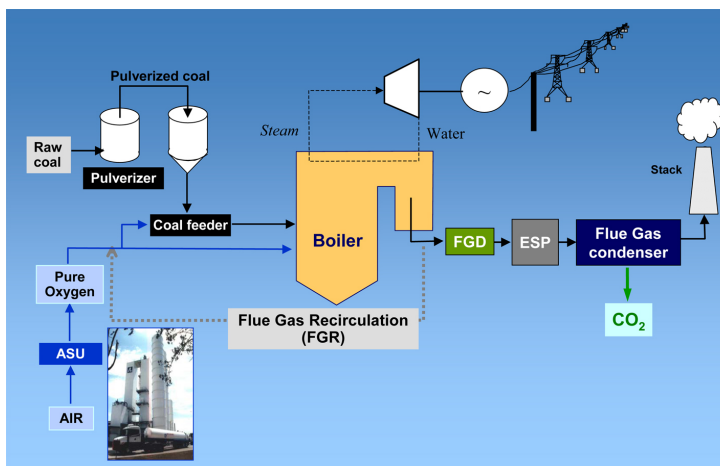 Pulverized coal
Raw
coal
Pulverizer
Steam
Water
~
Stack
Coal feeder
Boiler
FGD
ESP
Flue Gas
condenser
Pure
Oxygen
Flue Gas Recirculation
(FGR)
CO₂
ASU
AIR